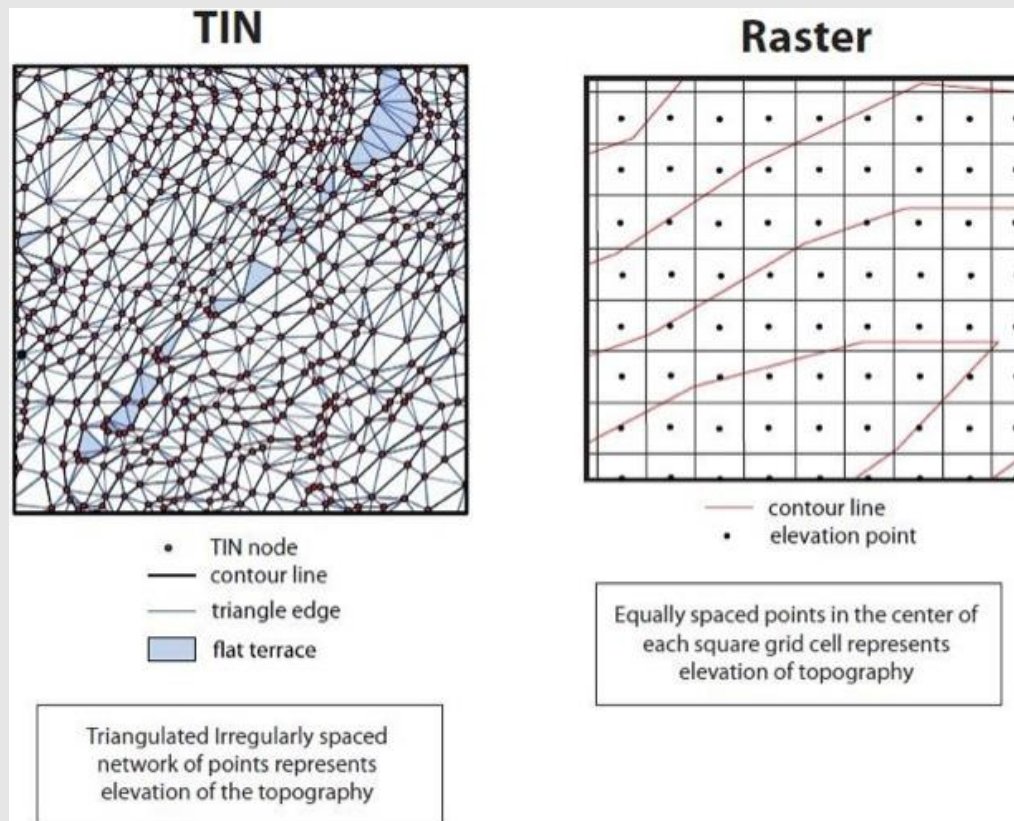 TIN
TIN node
contour line
triangle edge
flat terrace
Triangulated Irregularly spaced
network of points represents
elevation of the topography
Raster
contour line
elevation point
Equally spaced points in the center of
each square grid cell represents
elevation of topography